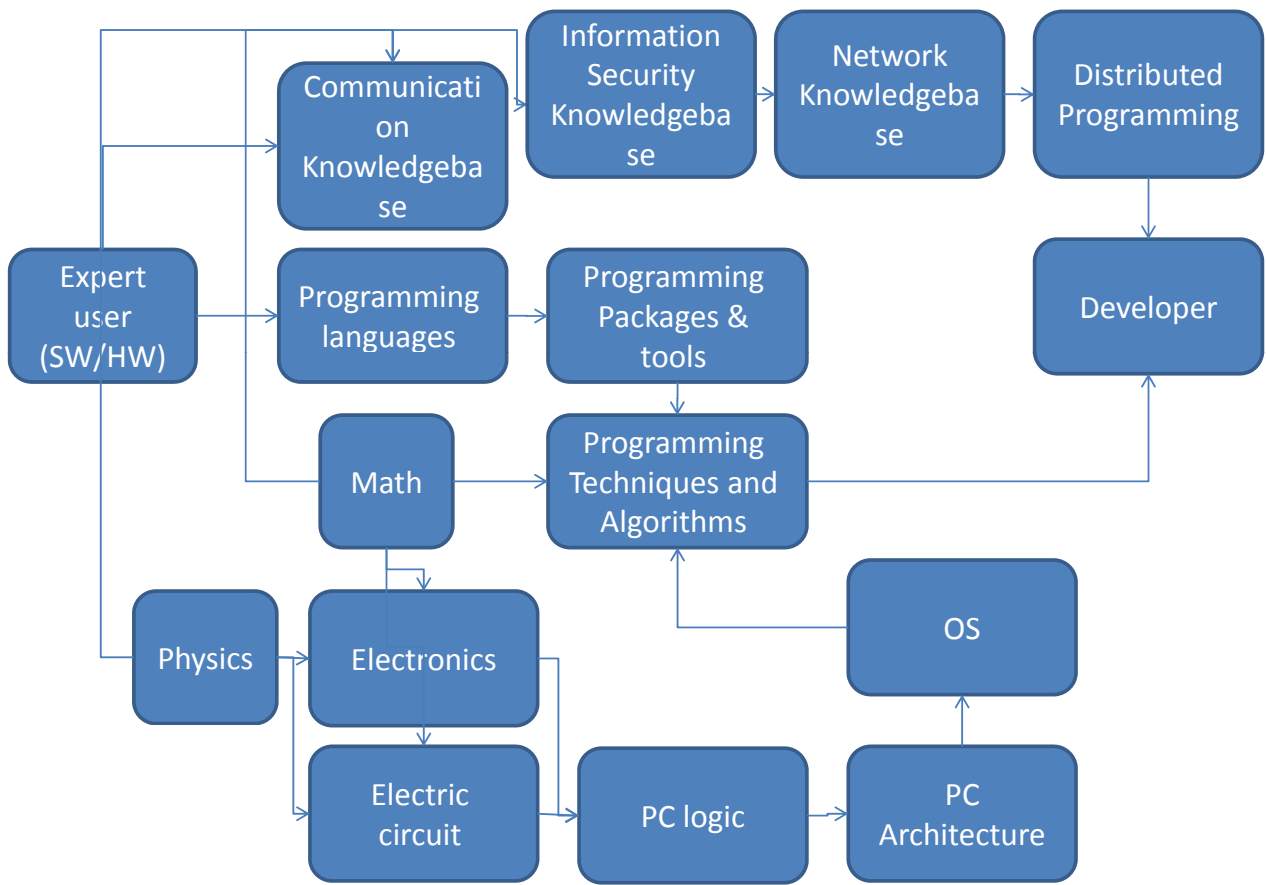 Information
Security
Knowledgeba
se
Network
Knowledgeba
se
Distributed
Programming
Communicati
on
Knowledgeba
se
Expert
user
(SW/HW)
Programming
languages
Programming
Packages &
tools
Developer
Math
Programming
Techniques and
Algorithms
Physics
Electronics
OS
Electric
circuit
PC logic
PC
Architecture